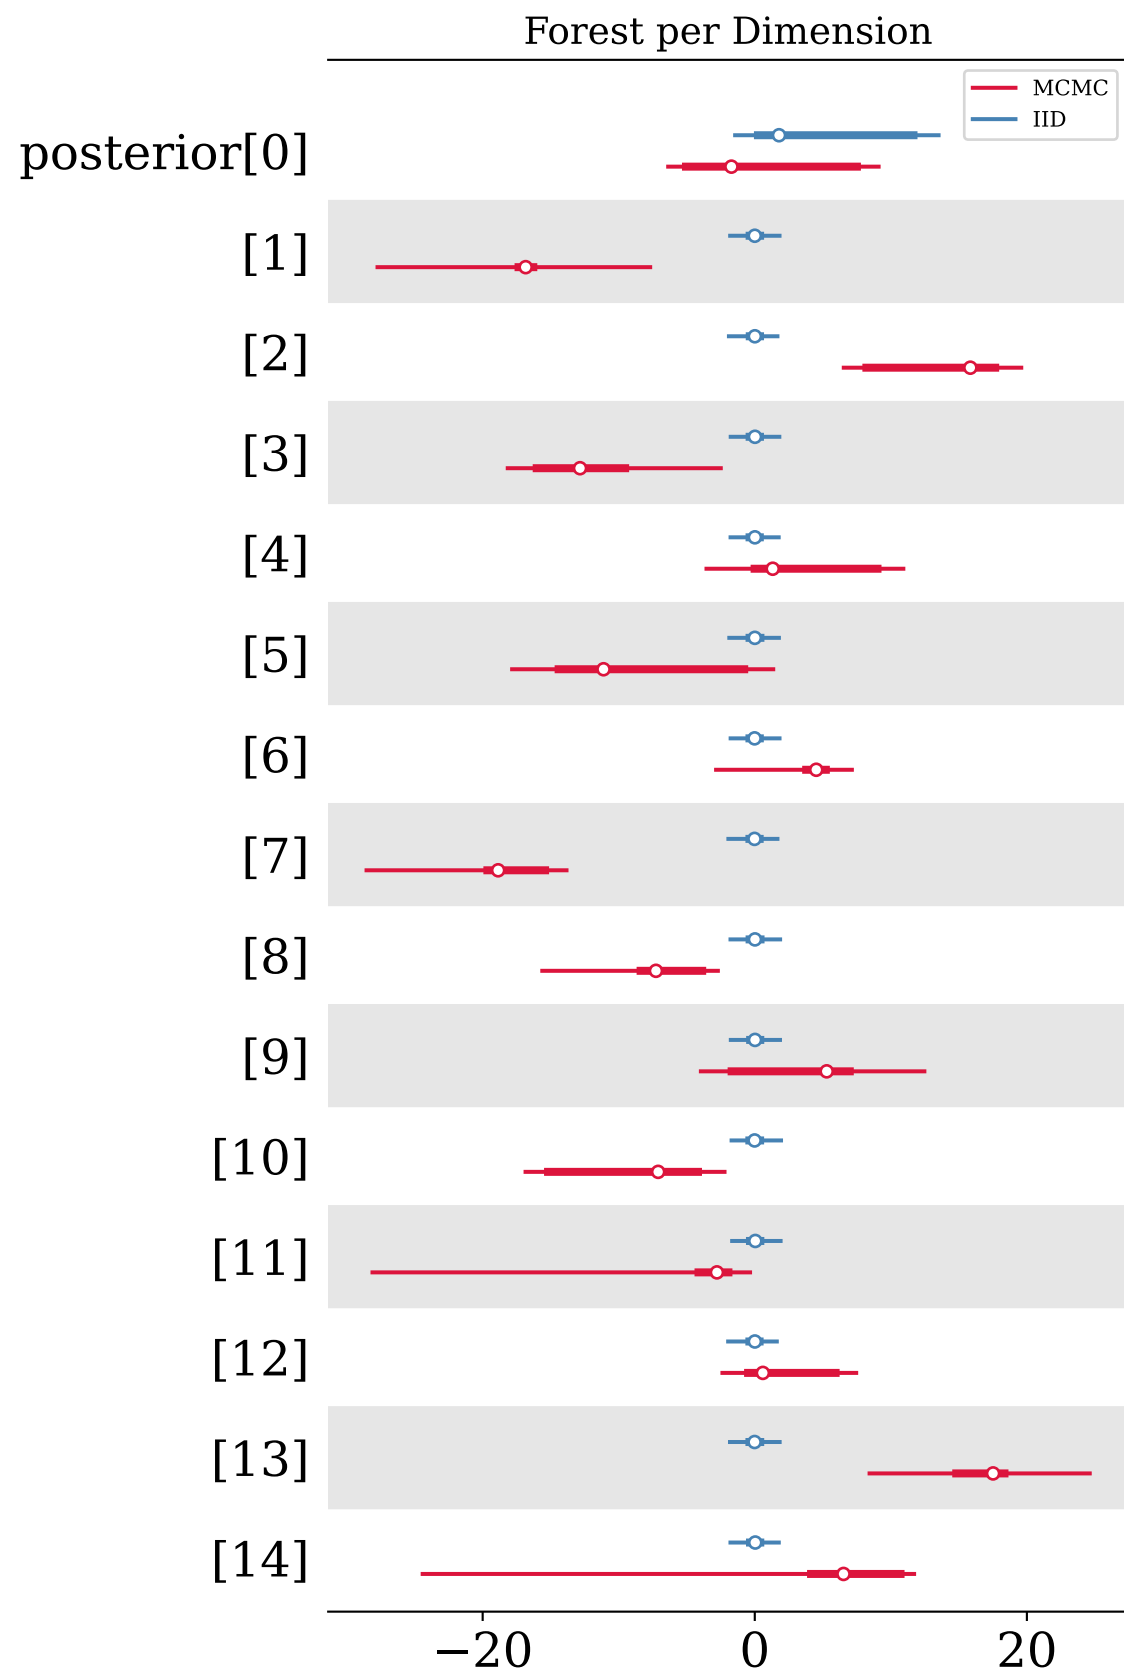 Forest per Dimension
MCMC
IID
posterior[0]
[1]
[2]
[3]
[4]
[5]
[6]
[7]
[8]
[9]
[10]
[11]
[12]
[13]
[14]
−20 0 20